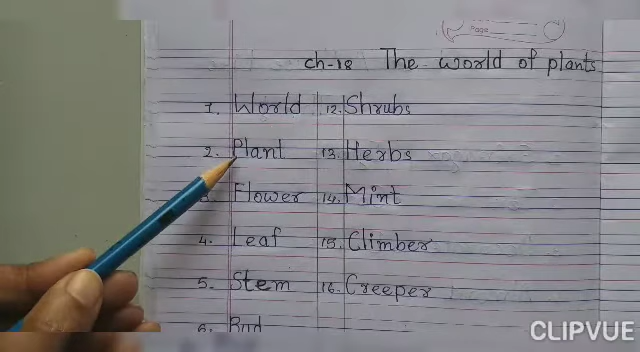 Page
ch-18 The world of plants
1. World 12. Shrubs
2. Plant 13. Herbs
3. Flower 14. Mint
4. Leaf 15. Climber
5. Stem 16. Creeper
6. Bud
CLIPVUE